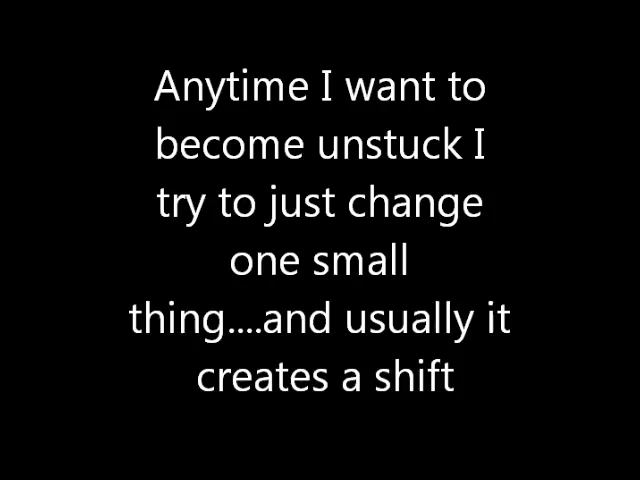 Anytime I want to
become unstuck I
try to just change
one small
thing....and usually it
creates a shift